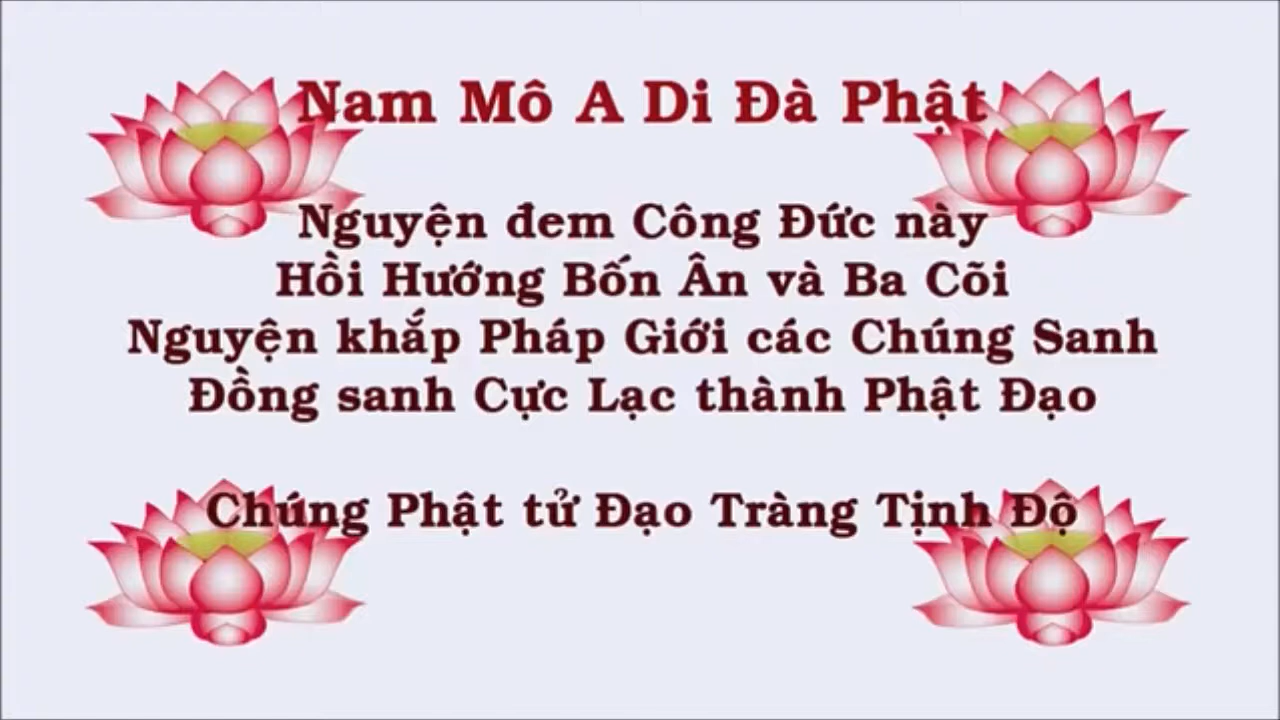 Nam Mô A Di Đà Phật
Nguyện đem Công Đức này
Hồi Hướng Bốn Ân và Ba Cõi
Nguyện khắp Pháp Giới các Chúng Sanh
Đồng sanh Cực Lạc thành Phật Đạo
Chúng Phật tử Đạo Tràng Tịnh Độ